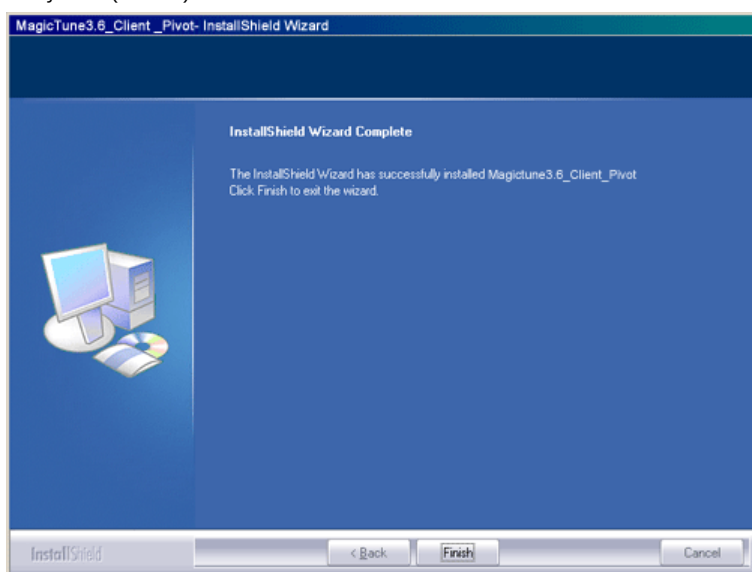 MagicTune3.6_Client _Pivot- InstallShield Wizard
InstallShield Wizard Complete
The InstallShield Wizard has successfully installed Magictune3.6_Client_Pivot
Click Finish to exit the wizard.
InstallShield
< Back
Finish
Cancel